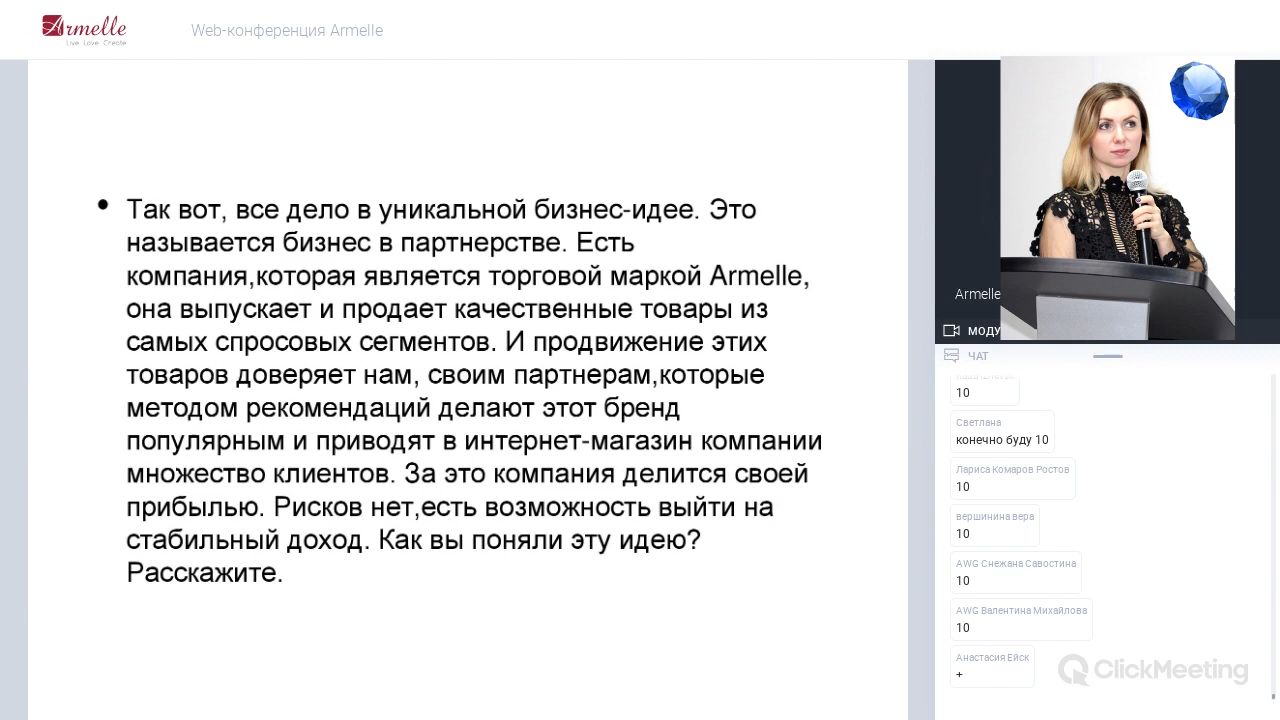 Armelle
Live Love Create
Web-конференция Armelle
• Так вот, все дело в уникальной бизнес-идее. Это
называется бизнес в партнерстве. Есть
компания,которая является торговой маркой Armelle,
она выпускает и продает качественные товары из
самых спросовых сегментов. И продвижение этих
товаров доверяет нам, своим партнерам,которые
методом рекомендаций делают этот бренд
популярным и приводят в интернет-магазин компании
множество клиентов. За это компания делится своей
прибылью. Рисков нет,есть возможность выйти на
стабильный доход. Как вы поняли эту идею?
Расскажите.
Armelle
МОДУ
ЧАТ
10
Светлана
конечно буду 10
Лариса Комаров Ростов
10
вершинина вера
10
AWG Снежана Савостина
10
AWG Валентина Михайлова
10
Анастасия Ейск
+
ClickMeeting